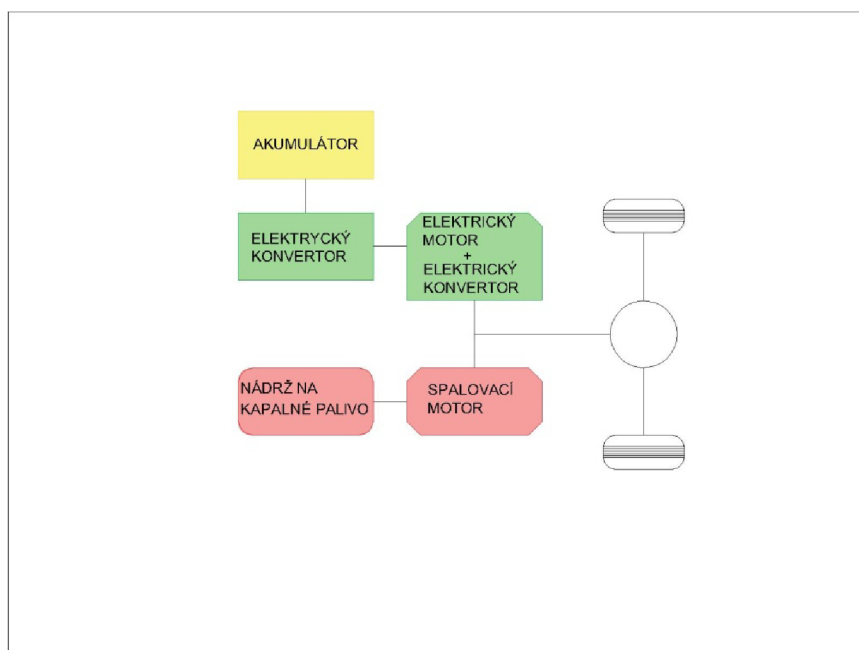 AKUMULÁTOR
ELEKTRYCKÝ
KONVERTOR
ELEKTRICKÝ
MOTOR
+
ELEKTRICKÝ
KONVERTOR
NÁDRŽ NA
KAPALNÉ PALIVO
SPALOVACÍ
MOTOR